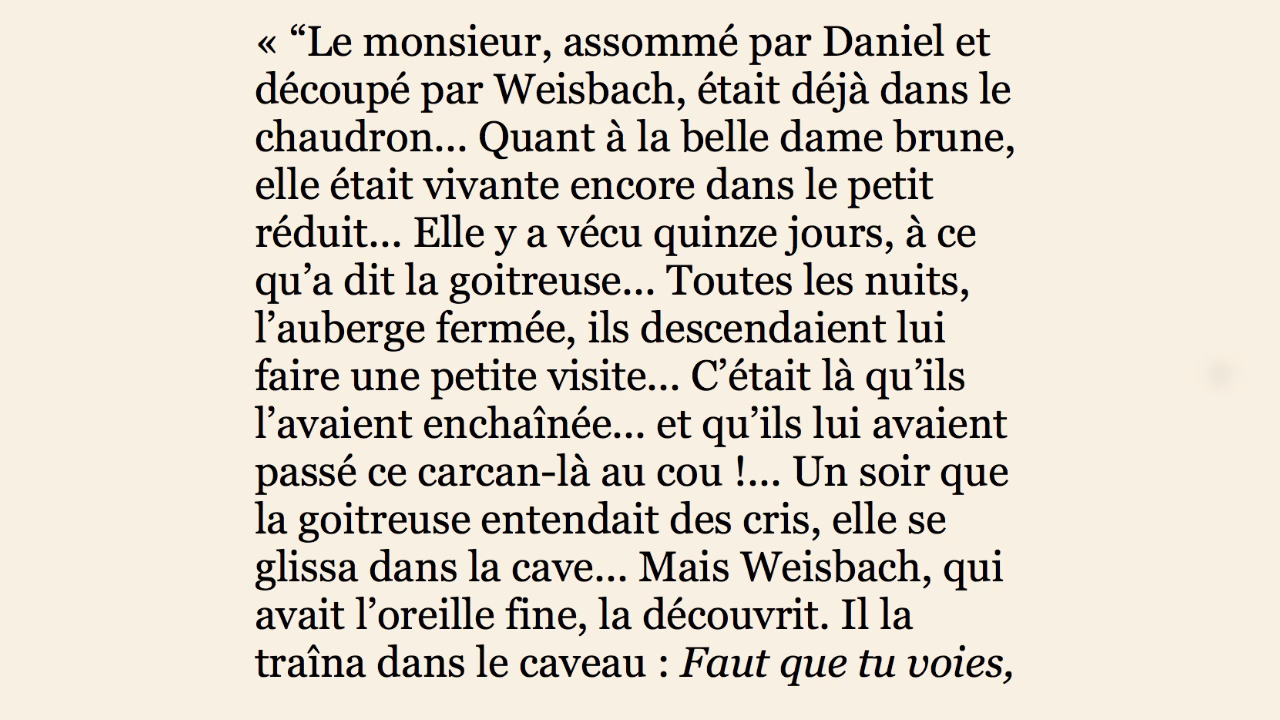 « “Le monsieur, assommé par Daniel et
découpé par Weisbach, était déjà dans le
chaudron... Quant à la belle dame brune,
elle était vivante encore dans le petit
réduit... Elle y a vécu quinze jours, à ce
qu’a dit la goitreuse... Toutes les nuits,
l’auberge fermée, ils descendaient lui
faire une petite visite... C’était là qu’ils
l’avaient enchaînée... et qu’ils lui avaient
passé ce carcan-là au cou !... Un soir que
la goitreuse entendait des cris, elle se
glissa dans la cave... Mais Weisbach, qui
avait l’oreille fine, la découvrit. Il la
traîna dans le caveau : Faut que tu voies,